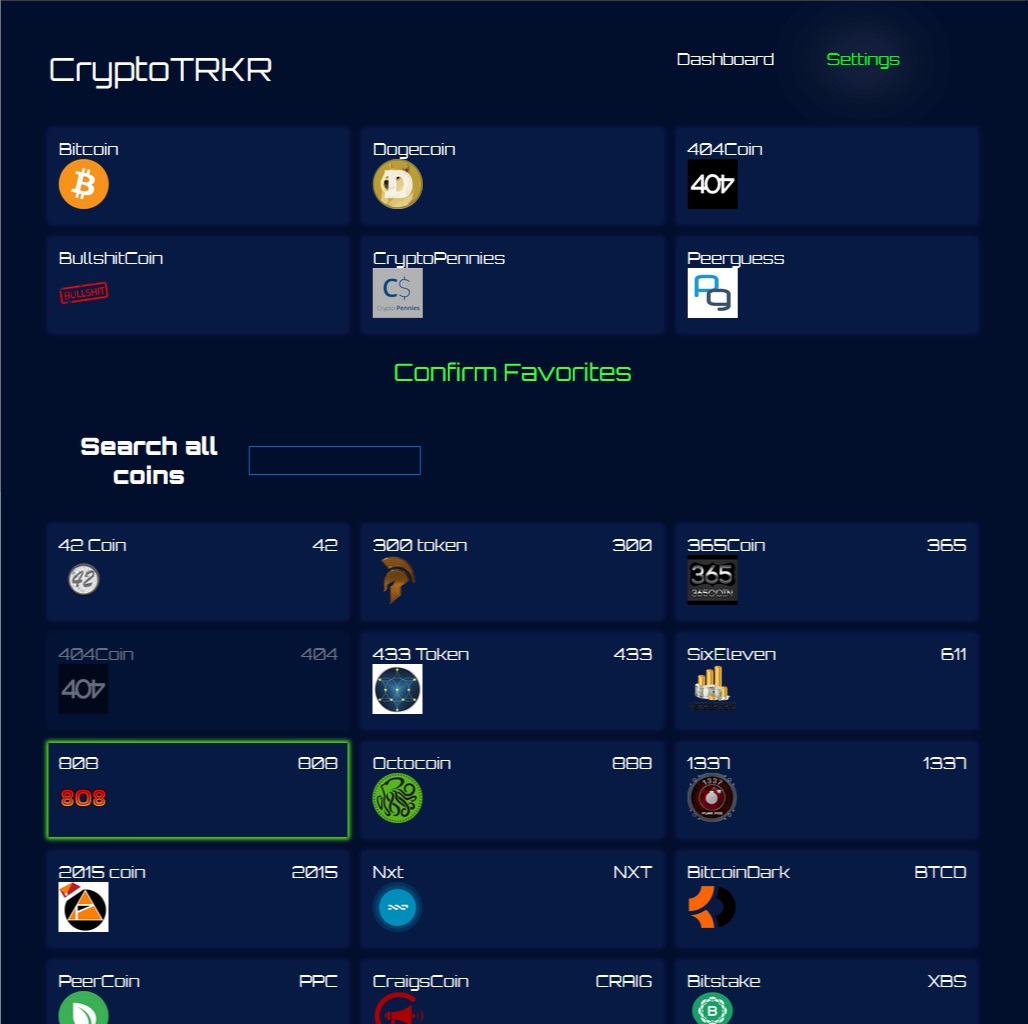 CryptoTRKR
Dashboard Settings
Bitcoin Dogecoin 404Coin
404
BullshitCoin CryptoPennies Peerguess
BULLSHIT C$ Pg
Crypto Pennies
Confirm Favorites
Search all
coins
42 Coin 42 300 token 300 365Coin 365
42 365
365COIN
404Coin 404 433 Token 433 SixEleven 611
404
808 808 Octocoin 888 1337 1337
808 1337
2015 coin 2015 Nxt NXT BitcoinDark BTCD
PeerCoin PPC CraigsCoin CRAIG Bitstake XBS
B